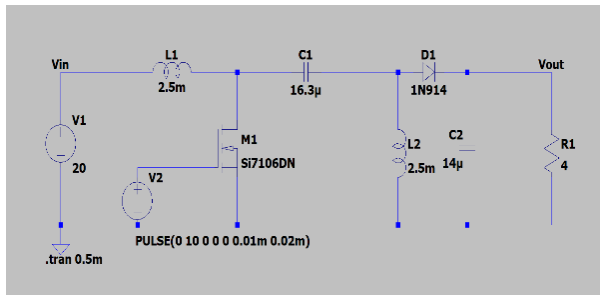 Vin
L1
2.5m
C1
16.3µ
D1
1N914
Vout
V1
20
M1
Si7106DN
V2
L2
2.5m
C2
14µ
R1
4
PULSE(0 10 0 0 0 0.01m 0.02m)
.tran 0.5m